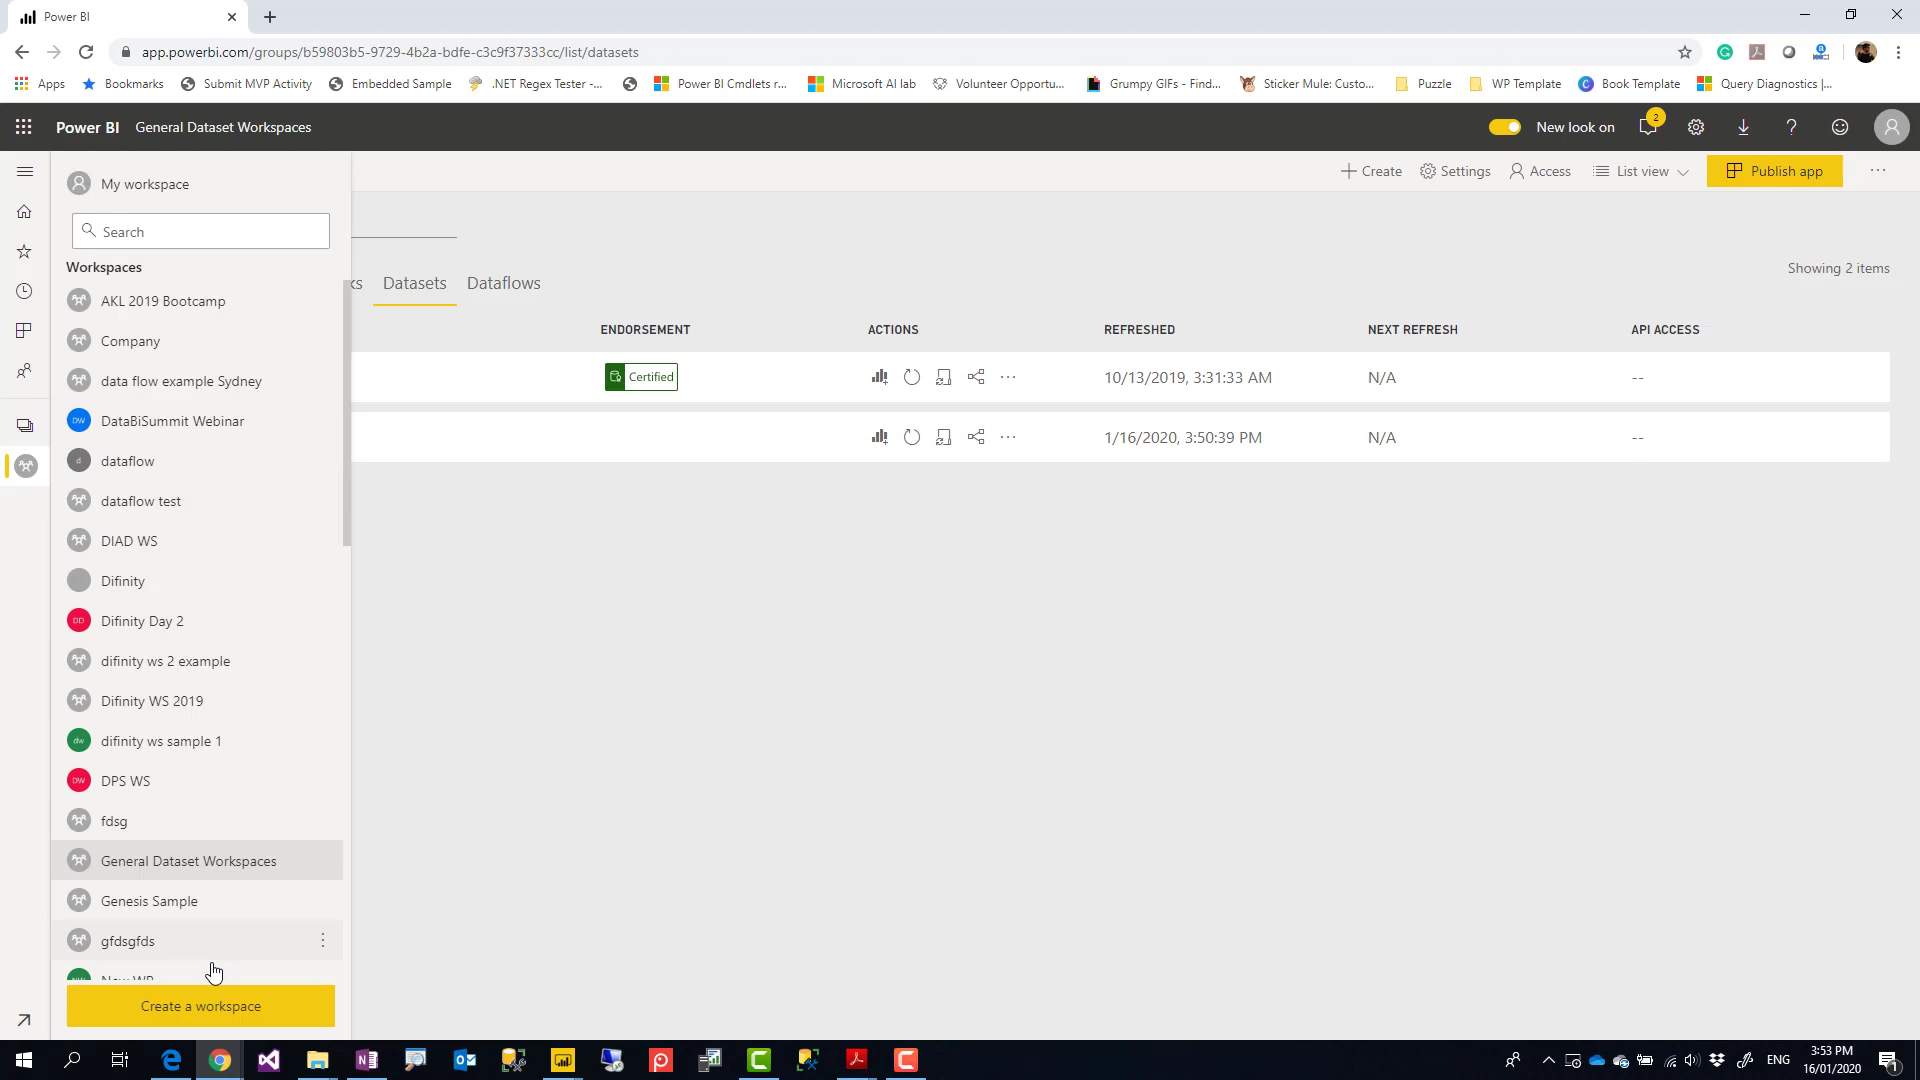 Power BI
app.powerbi.com/groups/b59803b5-9729-4b2a-bdfe-c3c9f37333cc/list/datasets
Apps Bookmarks Submit MVP Activity Embedded Sample .NET Regex Tester -... Power BI Cmdlets r... Microsoft AI lab Volunteer Opportu... Grumpy GIFs - Find... Sticker Mule: Custo... Puzzle WP Template Book Template Query Diagnostics |...
Power BI General Dataset Workspaces New look on 2
My workspace
Create Settings Access List view Publish app ...
Search
Workspaces
Showing 2 items
ks Datasets Dataflows
AKL 2019 Bootcamp
ENDORSEMENT ACTIONS REFRESHED NEXT REFRESH API ACCESS
Company
Certified 10/13/2019, 3:31:33 AM N/A --
data flow example Sydney
DW DataBiSummit Webinar
1/16/2020, 3:50:39 PM N/A --
d dataflow
dataflow test
DIAD WS
Difinity
DD Difinity Day 2
difinity ws 2 example
Difinity WS 2019
dw difinity ws sample 1
DW DPS WS
fdsg
General Dataset Workspaces
Genesis Sample
gfdsgfds
New WP
Create a workspace
ENG
3:53 PM
16/01/2020
1